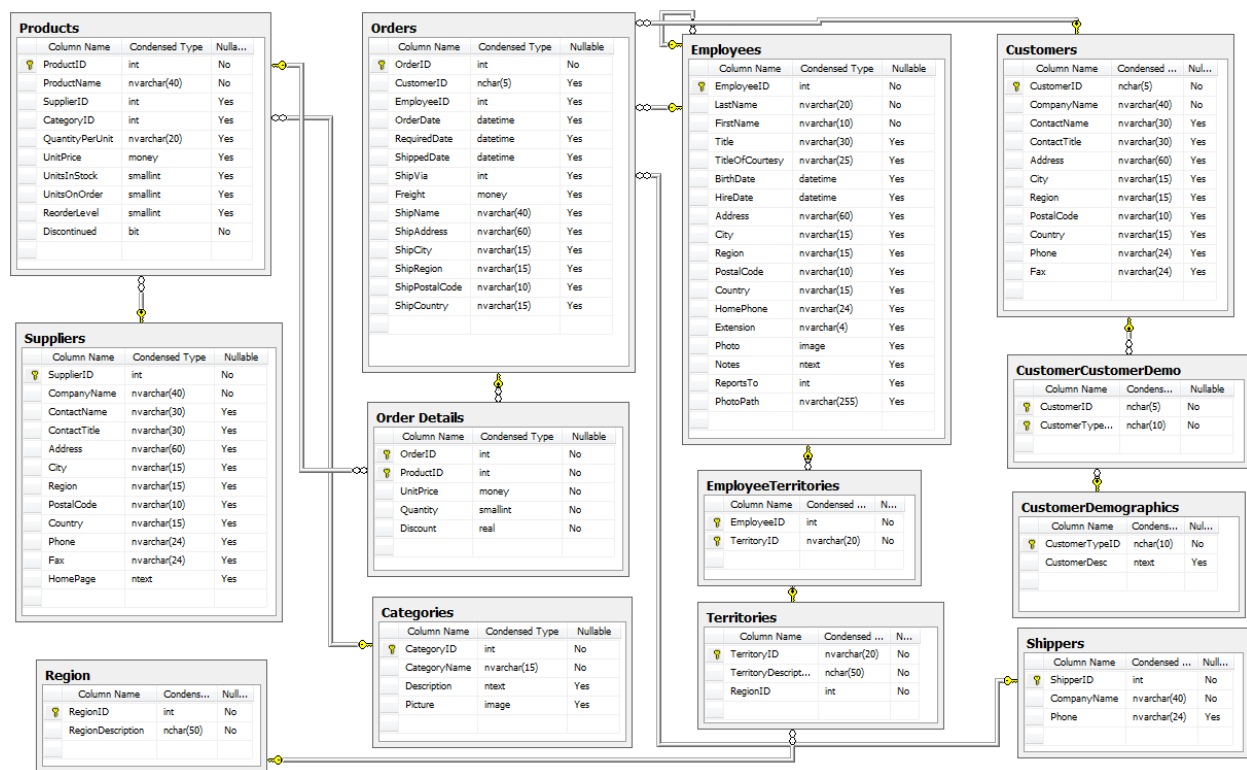 Products
Column Name Condensed Type Nulla...
ProductID int No
ProductName nvarchar(40) No
SupplierID int Yes
CategoryID int Yes
QuantityPerUnit nvarchar(20) Yes
UnitPrice money Yes
UnitsInStock smallint Yes
UnitsOnOrder smallint Yes
ReorderLevel smallint Yes
Discontinued bit No
Orders
Column Name Condensed Type Nullable
OrderID int No
CustomerID nchar(5) Yes
EmployeeID int Yes
OrderDate datetime Yes
RequiredDate datetime Yes
ShippedDate datetime Yes
ShipVia int Yes
Freight money Yes
ShipName nvarchar(40) Yes
ShipAddress nvarchar(60) Yes
ShipCity nvarchar(15) Yes
ShipRegion nvarchar(15) Yes
ShipPostalCode nvarchar(10) Yes
ShipCountry nvarchar(15) Yes
Employees
Column Name Condensed Type Nullable
EmployeeID int No
LastName nvarchar(20) No
FirstName nvarchar(10) No
Title nvarchar(30) Yes
TitleOfCourtesy nvarchar(25) Yes
BirthDate datetime Yes
HireDate datetime Yes
Address nvarchar(60) Yes
City nvarchar(15) Yes
Region nvarchar(15) Yes
PostalCode nvarchar(10) Yes
Country nvarchar(15) Yes
HomePhone nvarchar(24) Yes
Extension nvarchar(4) Yes
Photo image Yes
Notes ntext Yes
ReportsTo int Yes
PhotoPath nvarchar(255) Yes
Customers
Column Name Condensed ... Nul...
CustomerID nchar(5) No
CompanyName nvarchar(40) No
ContactName nvarchar(30) Yes
ContactTitle nvarchar(30) Yes
Address nvarchar(60) Yes
City nvarchar(15) Yes
Region nvarchar(15) Yes
PostalCode nvarchar(10) Yes
Country nvarchar(15) Yes
Phone nvarchar(24) Yes
Fax nvarchar(24) Yes
Suppliers
Column Name Condensed Type Nullable
SupplierID int No
CompanyName nvarchar(40) No
ContactName nvarchar(30) Yes
ContactTitle nvarchar(30) Yes
Address nvarchar(60) Yes
City nvarchar(15) Yes
Region nvarchar(15) Yes
PostalCode nvarchar(10) Yes
Country nvarchar(15) Yes
Phone nvarchar(24) Yes
Fax nvarchar(24) Yes
HomePage ntext Yes
Order Details
Column Name Condensed Type Nullable
OrderID int No
ProductID int No
UnitPrice money No
Quantity smallint No
Discount real No
CustomerCustomerDemo
Column Name Condens... Nullable
CustomerID nchar(5) No
CustomerType... nchar(10) No
EmployeeTerritories
Column Name Condensed ... N...
EmployeeID int No
TerritoryID nvarchar(20) No
CustomerDemographics
Column Name Condens... Nul...
CustomerTypeID nchar(10) No
CustomerDesc ntext Yes
Categories
Column Name Condensed Type Nullable
CategoryID int No
CategoryName nvarchar(15) No
Description ntext Yes
Picture image Yes
Territories
Column Name Condensed ... N...
TerritoryID nvarchar(20) No
TerritoryDescript... nchar(50) No
RegionID int No
Shippers
Column Name Condensed ... Null...
ShipperID int No
CompanyName nvarchar(40) No
Phone nvarchar(24) Yes
Region
Column Name Condens... Null...
RegionID int No
RegionDescription nchar(50) No